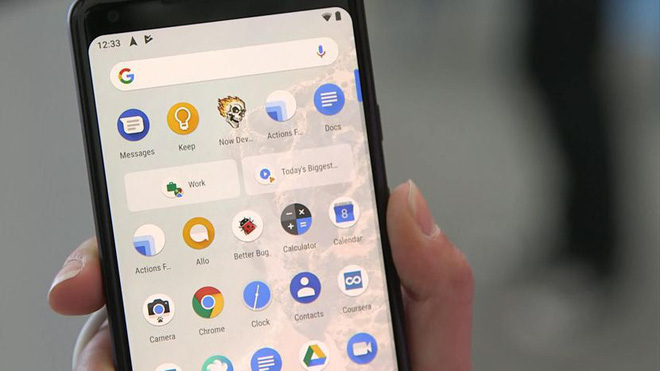 12:33
G
Messages
Keep
Now Dev...
Actions F...
Docs
Work
Today's Biggest...
Actions F...
Allo
Better Bug
Calculator
8
Calendar
Camera
Chrome
Clock
Contacts
Coursera